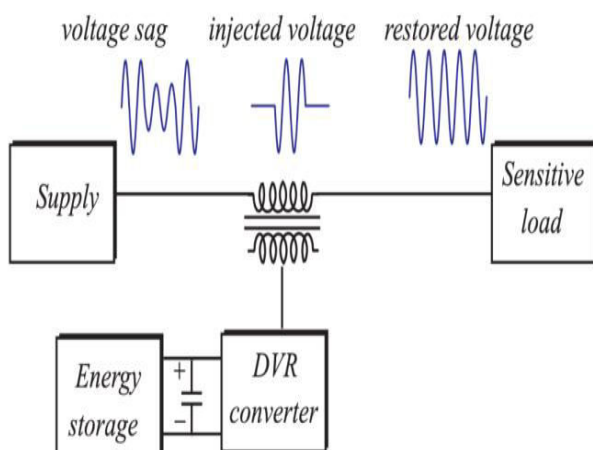 voltage sag
injected voltage
restored voltage
Supply
Sensitive
load
Energy
storage
+
−
DVR
converter